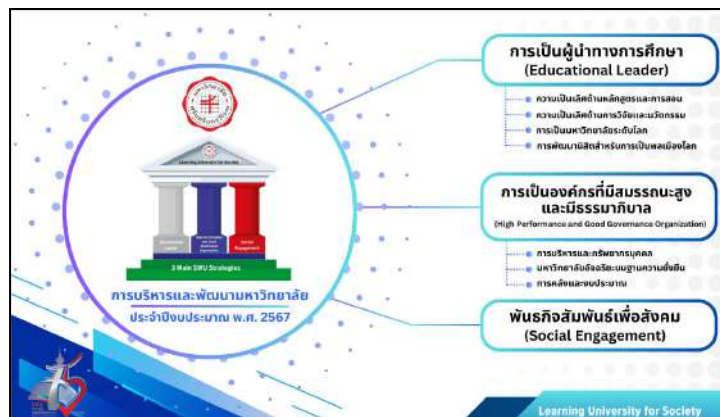 การเป็นผู้นำทางการศึกษา
(Educational Leader)
ความเป็นเลิศด้านหลักสูตรและการสอน
ความเป็นเลิศด้านการวิจัยและนวัตกรรม
การเป็นมหาวิทยาลัยระดับโลก
การพัฒนานิสิตสำหรับการเป็นพลเมืองโลก
Learning University for Society
การเป็นองค์กรที่มีสมรรถนะสูง
และมีธรรมาภิบาล
(High Performance and Good Governance Organization)
การบริหารและทรัพยากรบุคคล
มหาวิทยาลัยอัจฉริยะบนฐานความยั่งยืน
การคลังและงบประมาณ
Social
Engagement
3 Main SWU Strategies
การบริหารและพัฒนามหาวิทยาลัย
ประจำปีงบประมาณ พ.ศ. 2567
พันธกิจสัมพันธ์เพื่อสังคม
(Social Engagement)
Learning University for Society